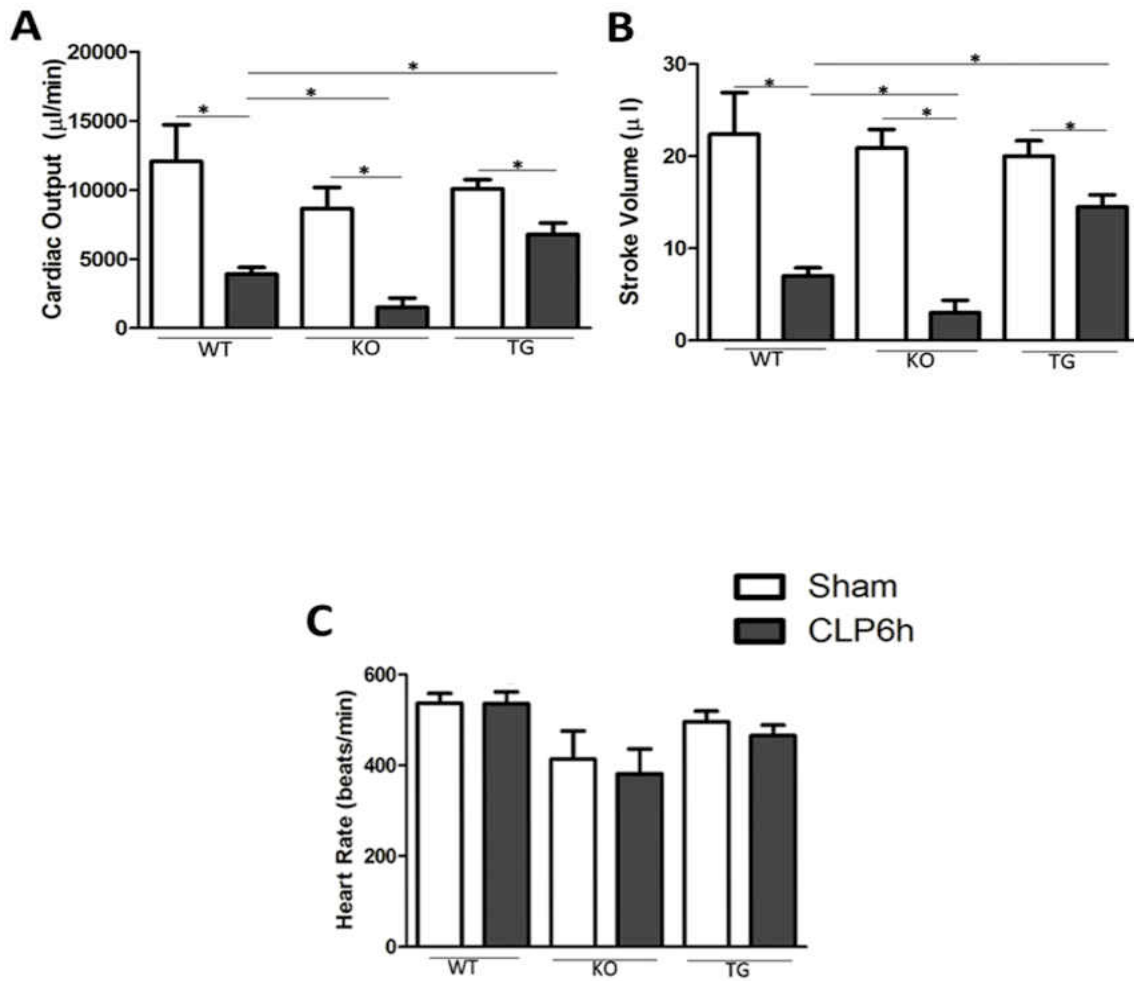 A
Cardiac Output (μl/min)
20000
15000
10000
5000
0
*
*
*
*
*
WT
KO
TG
B
Stroke Volume (μ l)
30
20
10
0
*
*
*
*
*
WT
KO
TG
Sham
CLP6h
C
Heart Rate (beats/min)
600
400
200
0
WT
KO
TG